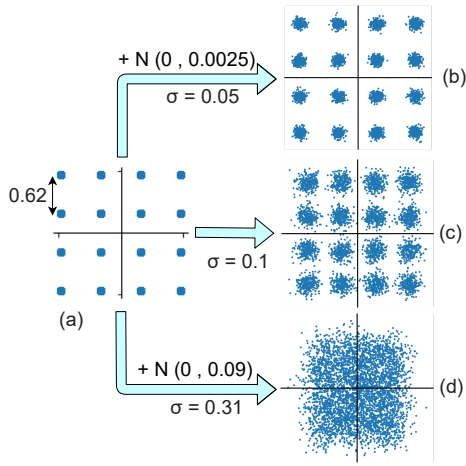 + N (0 , 0.0025)
σ = 0.05
(b)
0.62
(a)
σ = 0.1
(c)
+ N (0 , 0.09)
σ = 0.31
(d)